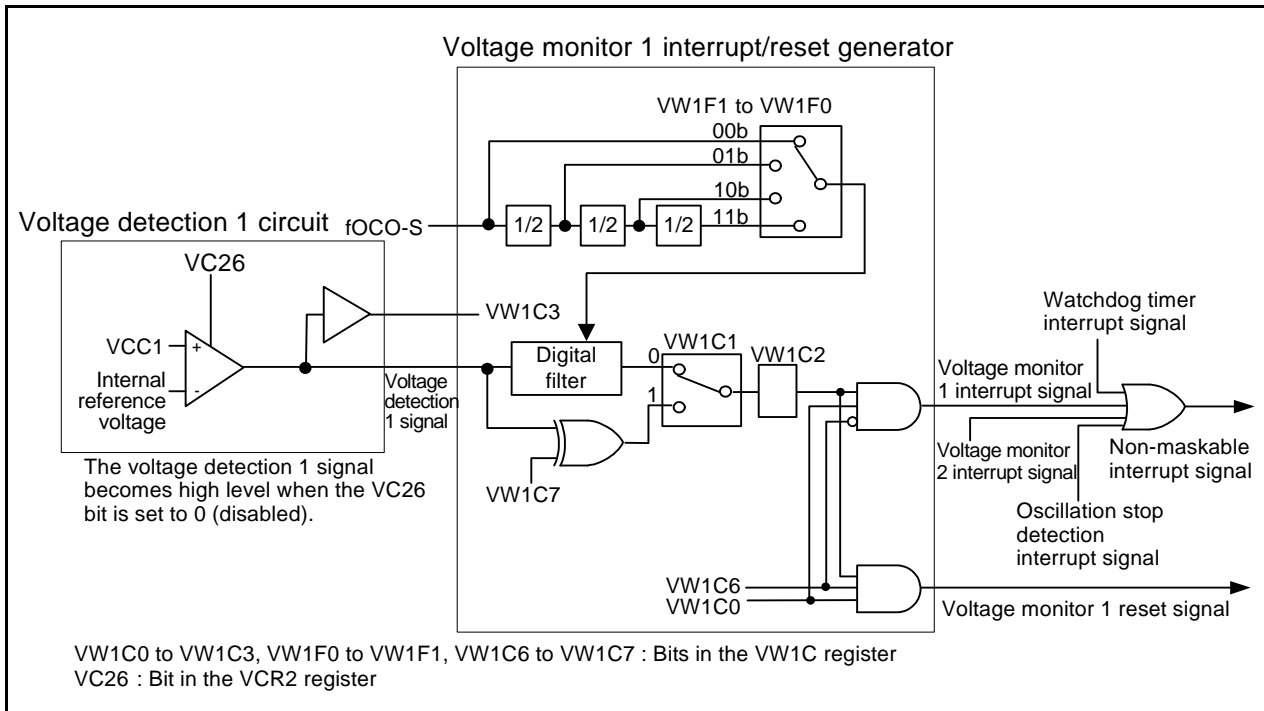 Voltage monitor 1 interrupt/reset generator
VW1F1 to VW1F0
00b
01b
10b
11b
Voltage detection 1 circuit
fOCO-S
1/2
1/2
1/2
VC26
VW1C3
VCC1
+
Internal
reference
voltage
-
Voltage
detection
1 signal
Digital
filter
0
1
VW1C1
VW1C2
VW1C7
The voltage detection 1 signal
becomes high level when the VC26
bit is set to 0 (disabled).
Watchdog timer
interrupt signal
Voltage monitor
1 interrupt signal
Voltage monitor
2 interrupt signal
Non-maskable
interrupt signal
Oscillation stop
detection
interrupt signal
VW1C6
VW1C0
Voltage monitor 1 reset signal
VW1C0 to VW1C3, VW1F0 to VW1F1, VW1C6 to VW1C7 : Bits in the VW1C register
VC26 : Bit in the VCR2 register